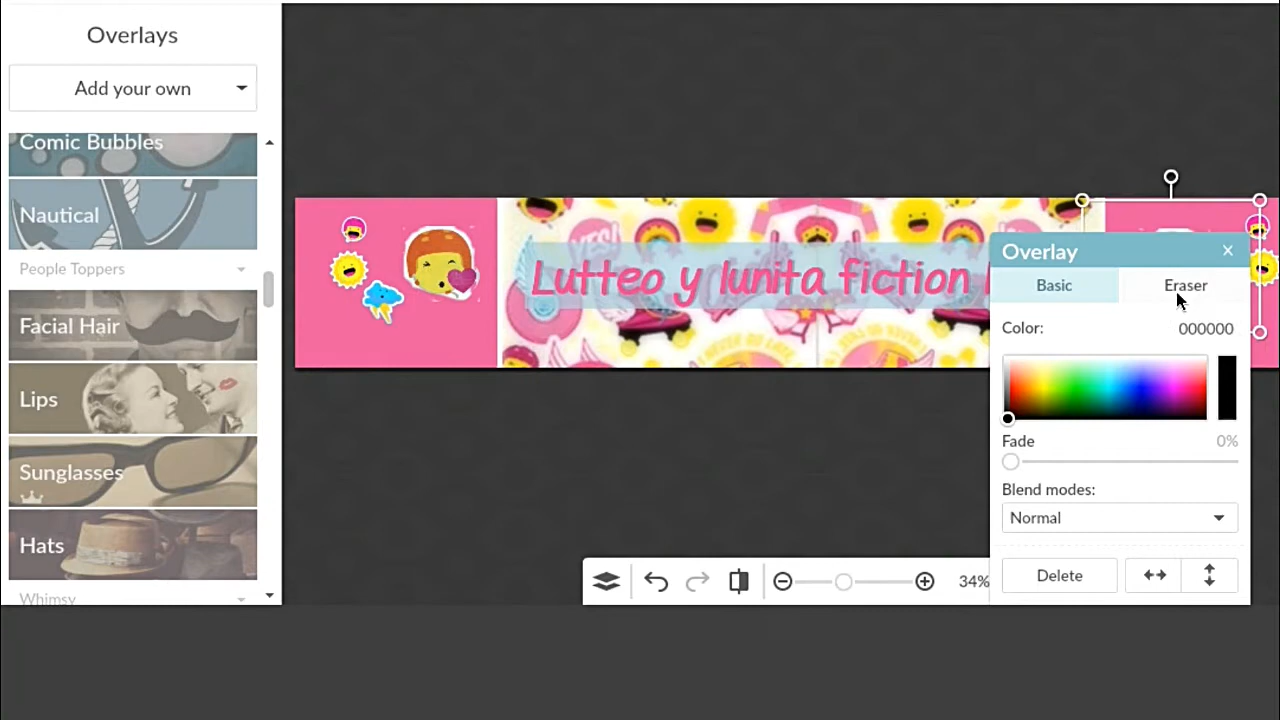 Overlays
Add your own
Comic Bubbles
Nautical
People Toppers
Facial Hair
Lips
Sunglasses
Hats
Whimsy
YES!
Lutteo y lunita fiction
Overlay
Basic
Eraser
Color:
000000
Fade
0%
Blend modes:
Normal
Delete
34%